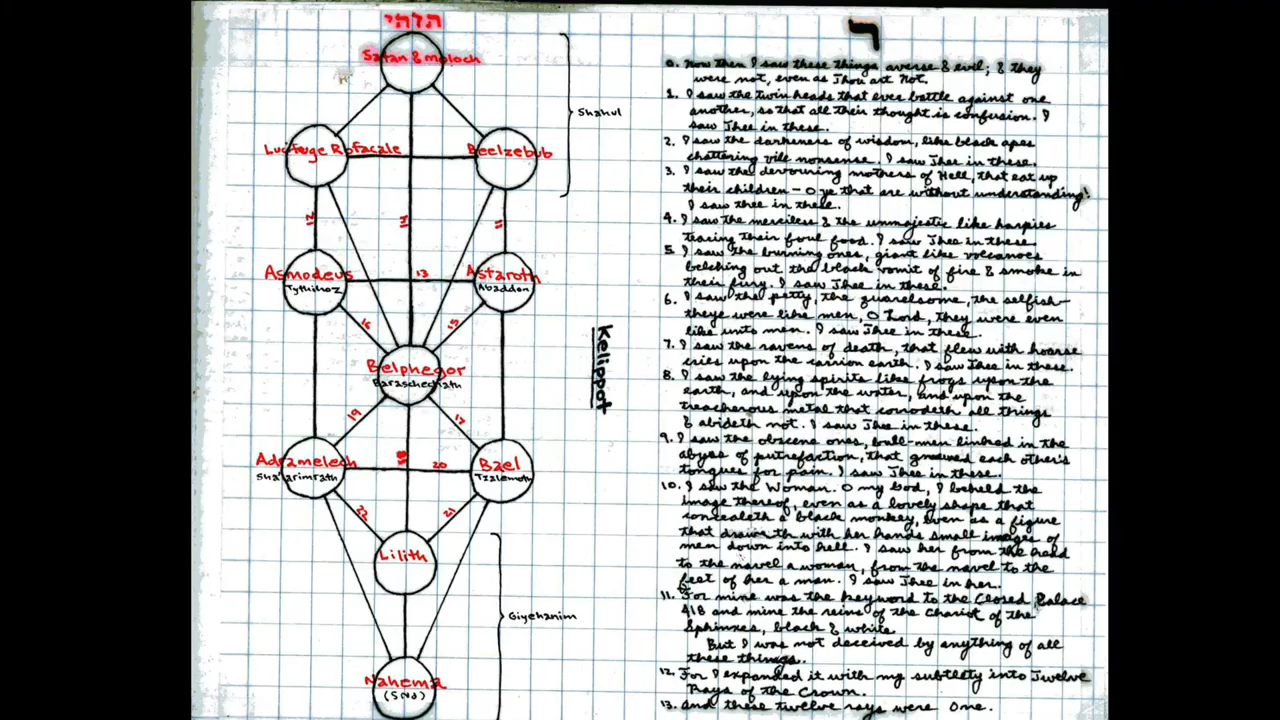 תלהי
Satan & Moloch
Shahul
Lucifuge Rofacale
Beelzebub
12
14
11
Asmodeus
13
Astaroth
Abaddon
16
15
Belphegor
Baraschechath
Kelippot
19
17
Adramelech
20
Bael
22
21
Lilith
Giyehanim
Nahema
ך
0. Now then I saw these things averse & evil; & they
were not, even as Thou art Not.
1. I saw the twin heads that ever battle against one
another, so that all their thought is confusion. I
saw Thee in these.
2. I saw the darkeners of wisdom, like black apes
chattering vile nonsense. I saw Thee in these.
3. I saw the devouring mothers of Hell, that eat up
their children - O ye that are without understanding!
I saw thee in these.
4. I saw the merciless & the unmajestic like harpies
tearing their foul food. I saw Thee in these
5. I saw the burning ones, giant like volcanoes
belching out the black vomit of fire & smoke in
their fury. I saw Thee in these.
6. I saw the petty, the quarelsome, the selfish-
theye were like men, O Lord, they were even
like unto men. I saw Thee in these.
7. I saw the ravens of death, that flew with hoarse
cries upon the carrion earth. I saw Thee in these.
8. I saw the lying spirits like frogs upon the
earth, and upon the water, and upon the
treacherous metal that corrodeth all things
& abideth not. I saw Thee in these.
9. I saw the obscene ones, bull-men linked in the
abyss of putrefaction, that gnawed each other's
tongues for pain. I saw Thee in these.
10. I saw the Woman. O my God, I beheld the
image thereof, even as a lovely shape that
concealeth a black monkey, even as a figure
that draweth with her hands small images of
men down into hell. I saw her from the head
to the navel a woman, from the navel to the
feet of her a man. I saw Thee in her.
11. For mine was the keyword to the Closed Palace
418 and mine the reins of the Chariot of the
Sphinxes, black & white.
But I was not deceived by anything of all
these things.
12. For I expanded it with my subtlety into Twelve
Rays of the Crown.
13. And these twelve rays were One.